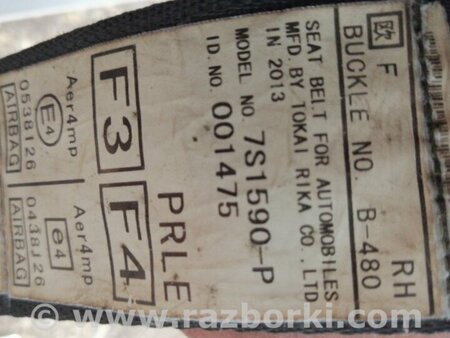 欧 F RH
BUCKLE NO. B-480
SEAT BELT FOR AUTOMOBILES
MFD. BY TOKAI RIKA CO., LTD.
IN 2013
MODEL NO. 7S1590-P
I.D. NO. 001475
PRLE
F3 F4
Aer4mp Aer4mp
E4 e4
0538126 0438126
AIRBAG AIRBAG
www.razborki.com